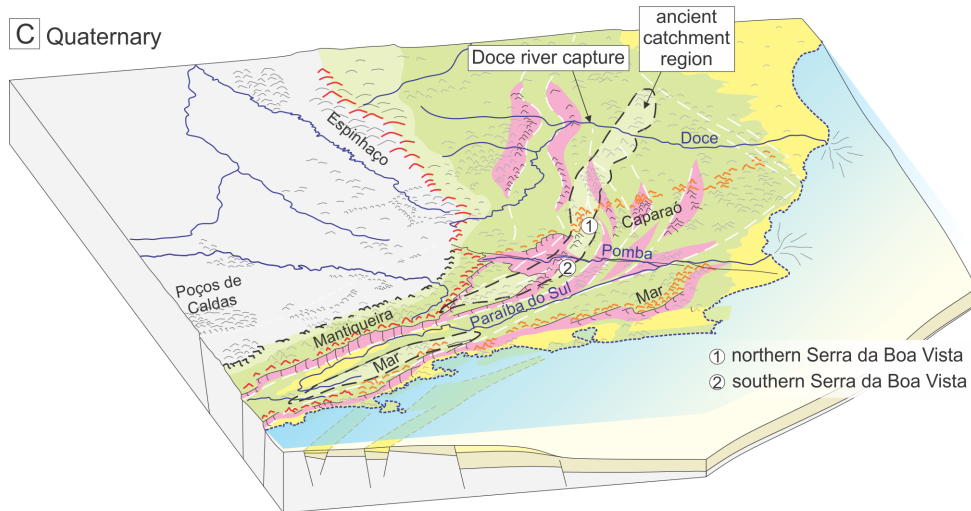 C Quaternary
ancient
catchment
region
Doce river capture
Espinhaço
Doce
Caparaó
1
Pomba
2
Poços de
Caldas
Paraíba do Sul
Mar
Mantiqueira
Mar
1 northern Serra da Boa Vista
2 southern Serra da Boa Vista